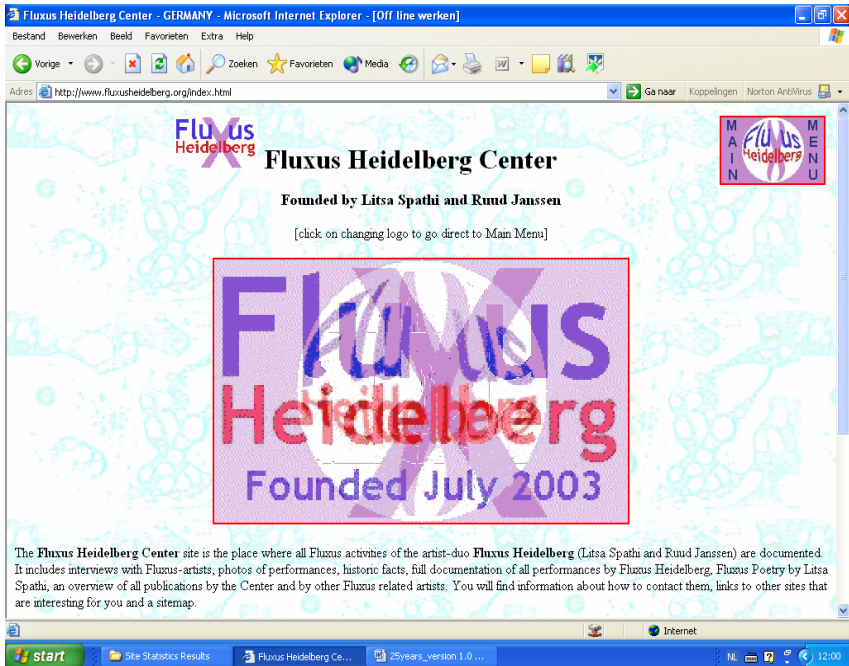 Fluxus Heidelberg Center - GERMANY - Microsoft Internet Explorer - [Off line werken]
Bestand Bewerken Beeld Favorieten Extra Help
Vorige Zoeken Favorieten Media
Adres http://www.fluxusheidelberg.org/index.html Ga naar Koppelingen Norton AntiVirus
Fluxus
Heidelberg
Fluxus Heidelberg Center
MAIN
Fluxus
Heidelberg
MENU
Founded by Litsa Spathi and Ruud Janssen
[click on changing logo to go direct to Main Menu]
Fluxus
Heidelberg
Founded July 2003
The Fluxus Heidelberg Center site is the place where all Fluxus activities of the artist-duo Fluxus Heidelberg (Litsa Spathi and Ruud Janssen) are documented.
It includes interviews with Fluxus-artists, photos of performances, historic facts, full documentation of all performances by Fluxus Heidelberg, Fluxus Poetry by Litsa
Spathi, an overview of all publications by the Center and by other Fluxus related artists. You will find information about how to contact them, links to other sites that
are interesting for you and a sitemap.
Internet
start Site Statistics Results Fluxus Heidelberg Ce... 25years_version 1.0 ... NL 12:00